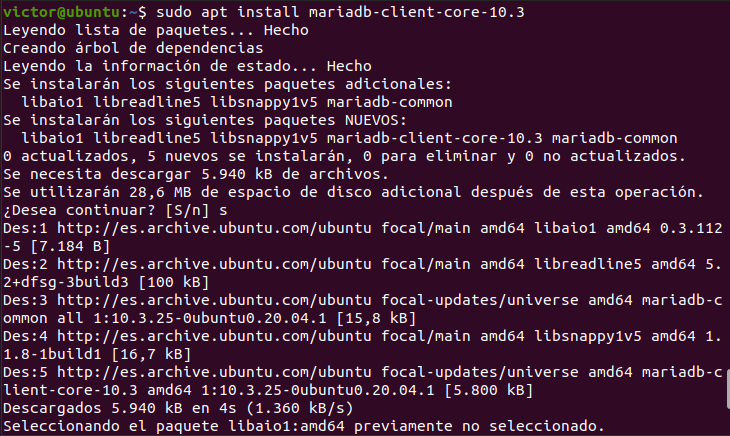 victor@ubuntu:~$ sudo apt install mariadb-client-core-10.3
Leyendo lista de paquetes... Hecho
Creando árbol de dependencias
Leyendo la información de estado... Hecho
Se instalarán los siguientes paquetes adicionales:
  libaio1 libreadline5 libsnappy1v5 mariadb-common
Se instalarán los siguientes paquetes NUEVOS:
  libaio1 libreadline5 libsnappy1v5 mariadb-client-core-10.3 mariadb-common
0 actualizados, 5 nuevos se instalarán, 0 para eliminar y 0 no actualizados.
Se necesita descargar 5.940 kB de archivos.
Se utilizarán 28,6 MB de espacio de disco adicional después de esta operación.
¿Desea continuar? [S/n] s
Des:1 http://es.archive.ubuntu.com/ubuntu focal/main amd64 libaio1 amd64 0.3.112
-5 [7.184 B]
Des:2 http://es.archive.ubuntu.com/ubuntu focal/main amd64 libreadline5 amd64 5.
2+dfsg-3build3 [100 kB]
Des:3 http://es.archive.ubuntu.com/ubuntu focal-updates/universe amd64 mariadb-c
ommon all 1:10.3.25-0ubuntu0.20.04.1 [15,8 kB]
Des:4 http://es.archive.ubuntu.com/ubuntu focal/main amd64 libsnappy1v5 amd64 1.
1.8-1build1 [16,7 kB]
Des:5 http://es.archive.ubuntu.com/ubuntu focal-updates/universe amd64 mariadb-c
lient-core-10.3 amd64 1:10.3.25-0ubuntu0.20.04.1 [5.800 kB]
Descargados 5.940 kB en 4s (1.360 kB/s)
Seleccionando el paquete libaio1:amd64 previamente no seleccionado.